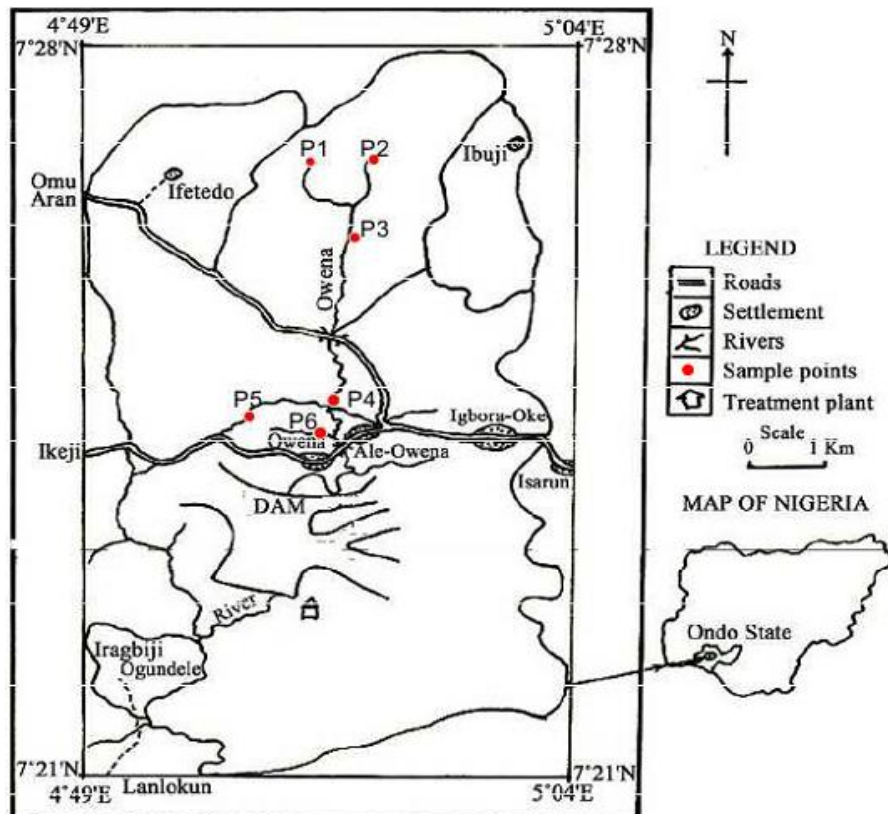 4°49'E
5°04'E
7°28'N
7°28'N
N
P1
P2
Ibuji
Omu
Aran
Ifetedo
P3
Owena
LEGEND
Roads
Settlement
Rivers
Sample points
Treatment plant
Scale
0 1 Km
P5
P4
P6
Igbora-Oke
Ikeji
Owena
Ale-Owena
Isarun
DAM
MAP OF NIGERIA
River
Ondo State
Iragbiji
Ogundele
7°21'N
7°21'N
4°49'E
5°04'E
Lanlokun